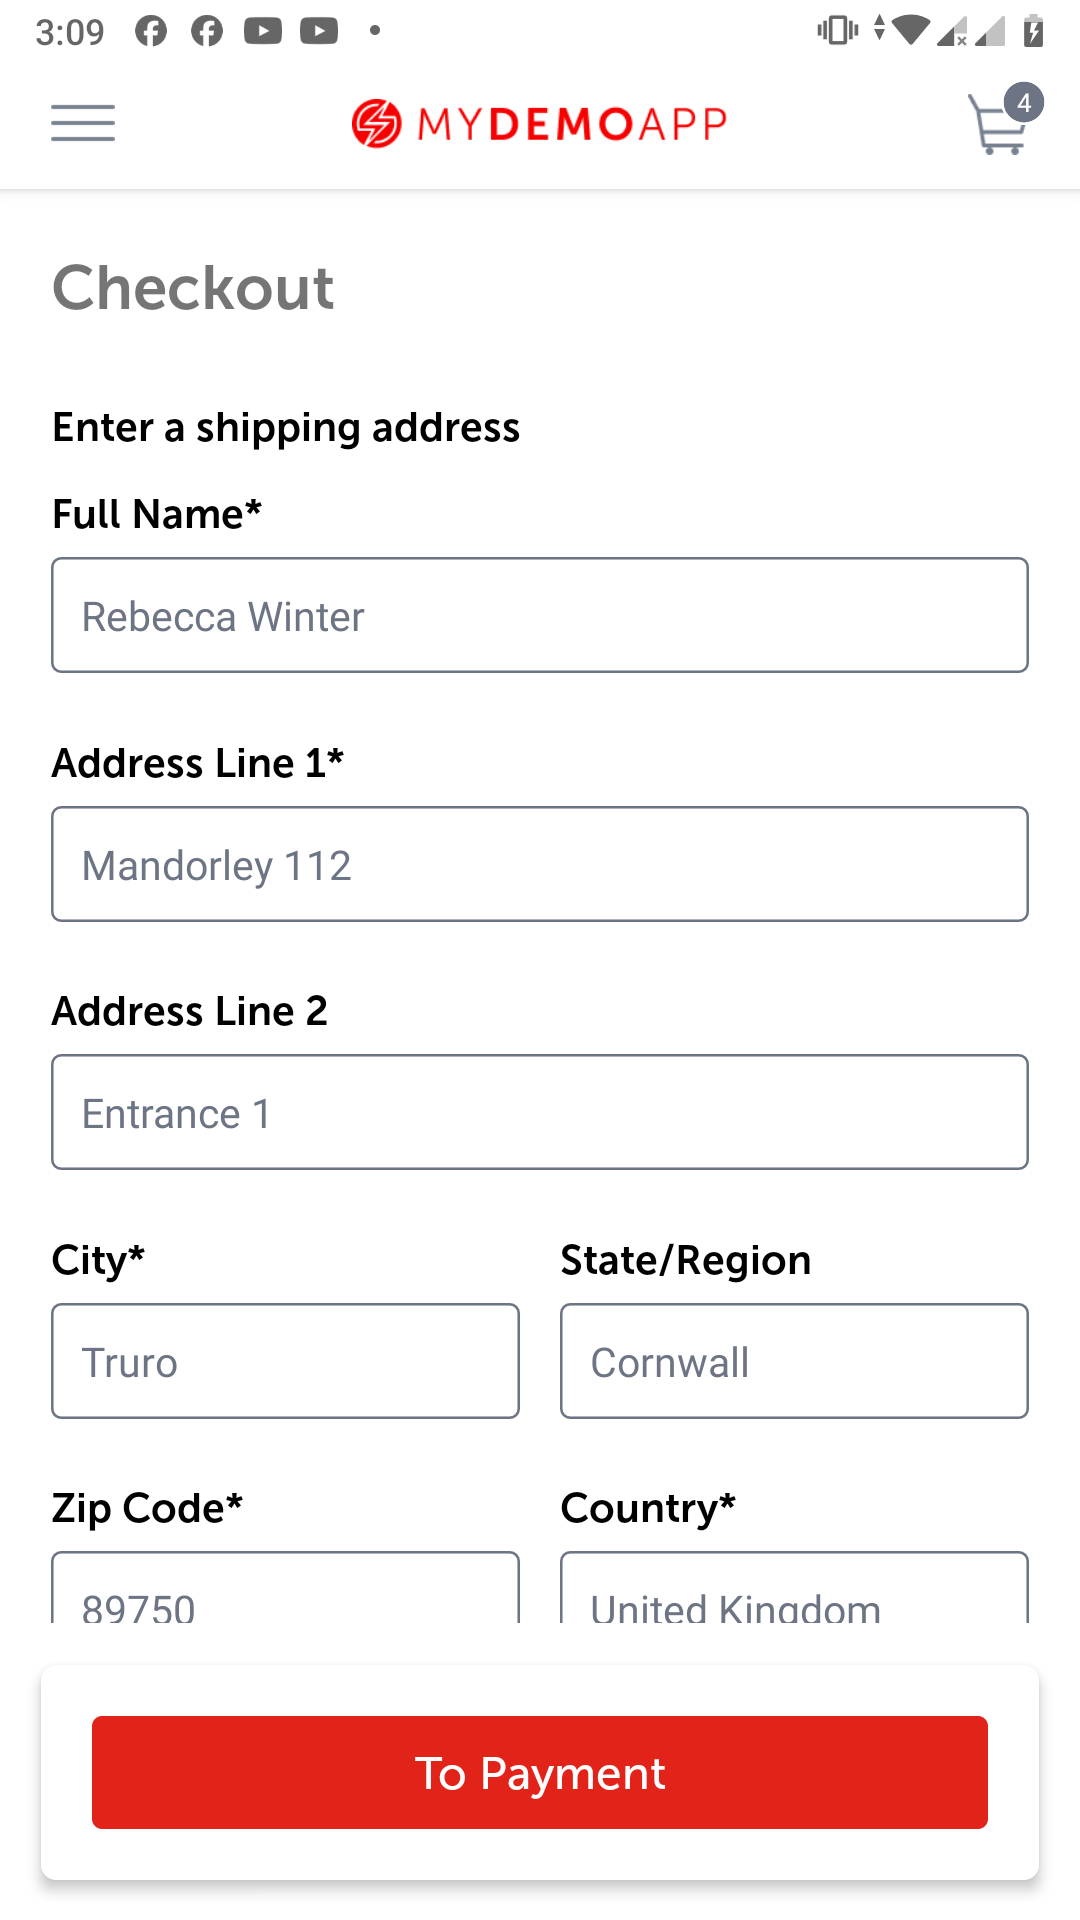 3:09
4
MYDEMOAPP
Checkout
Enter a shipping address
Full Name*
Rebecca Winter
Address Line 1*
Mandorley 112
Address Line 2
Entrance 1
City*
State/Region
Truro
Cornwall
Zip Code*
Country*
89750
United Kingdom
To Payment